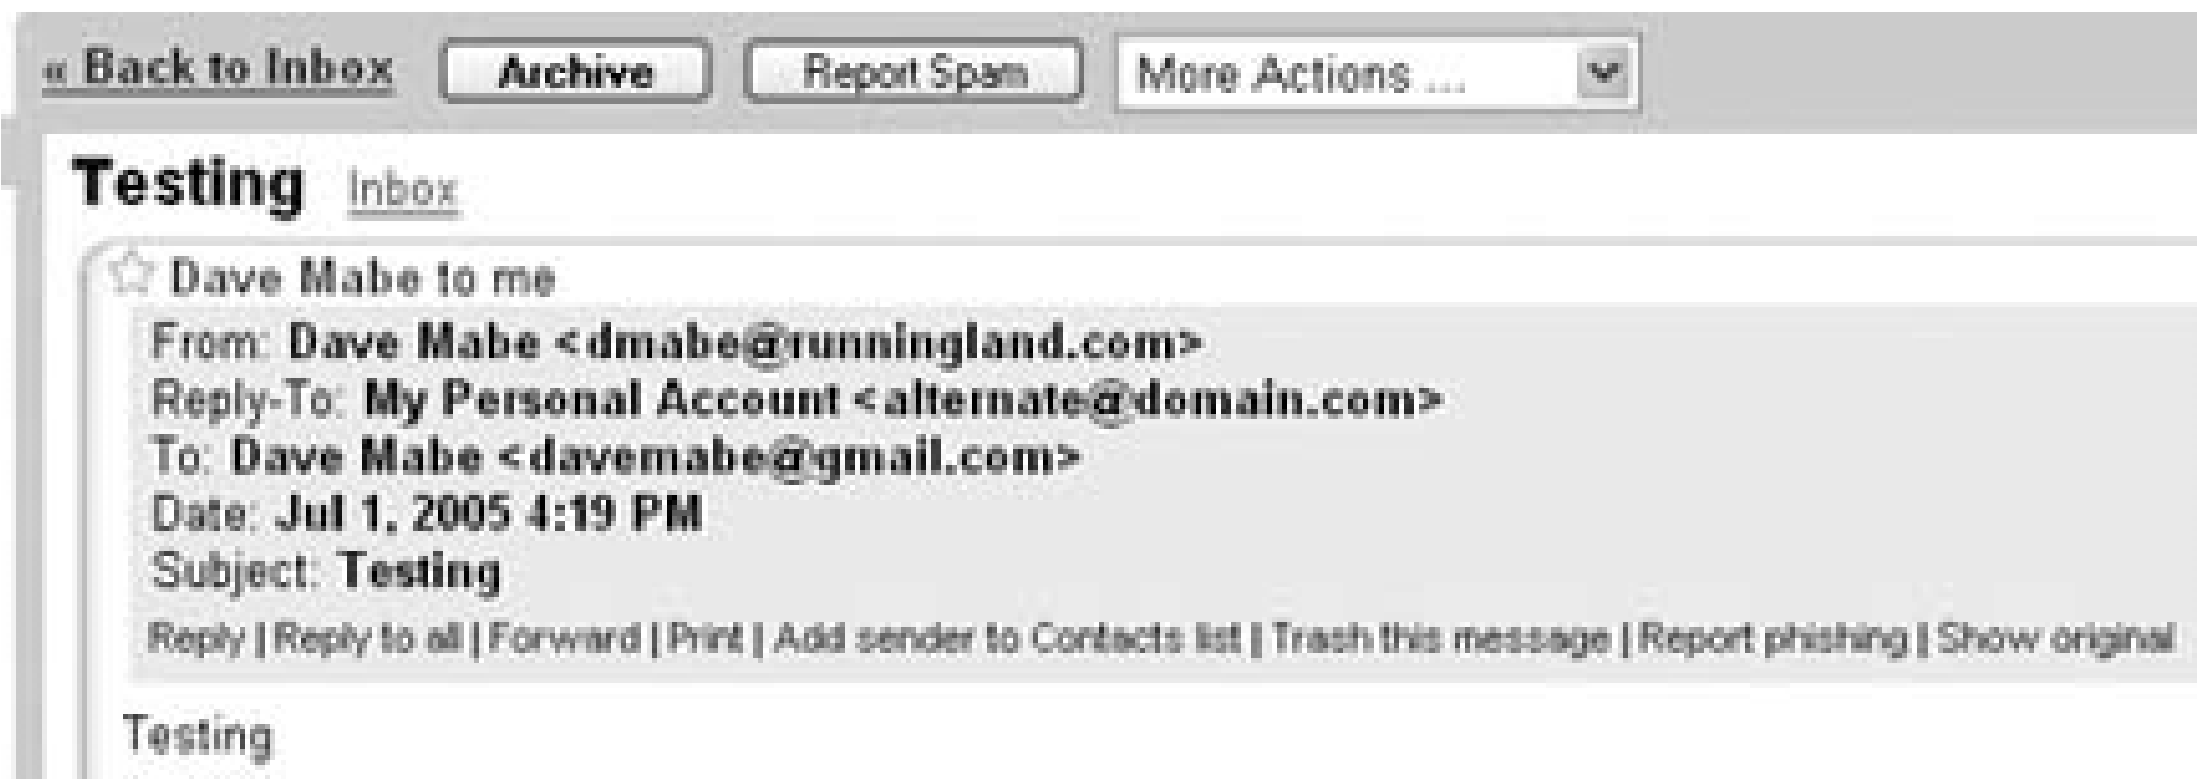 « Back to Inbox Archive Report Spam More Actions ...
Testing Inbox
Dave Mabe to me
From: Dave Mabe <dmabe@runningland.com>
Reply-To: My Personal Account <alternate@domain.com>
To: Dave Mabe <davemabe@gmail.com>
Date: Jul 1, 2005 4:19 PM
Subject: Testing
Reply | Reply to all | Forward | Print | Add sender to Contacts list | Trash this message | Report phishing | Show original
Testing